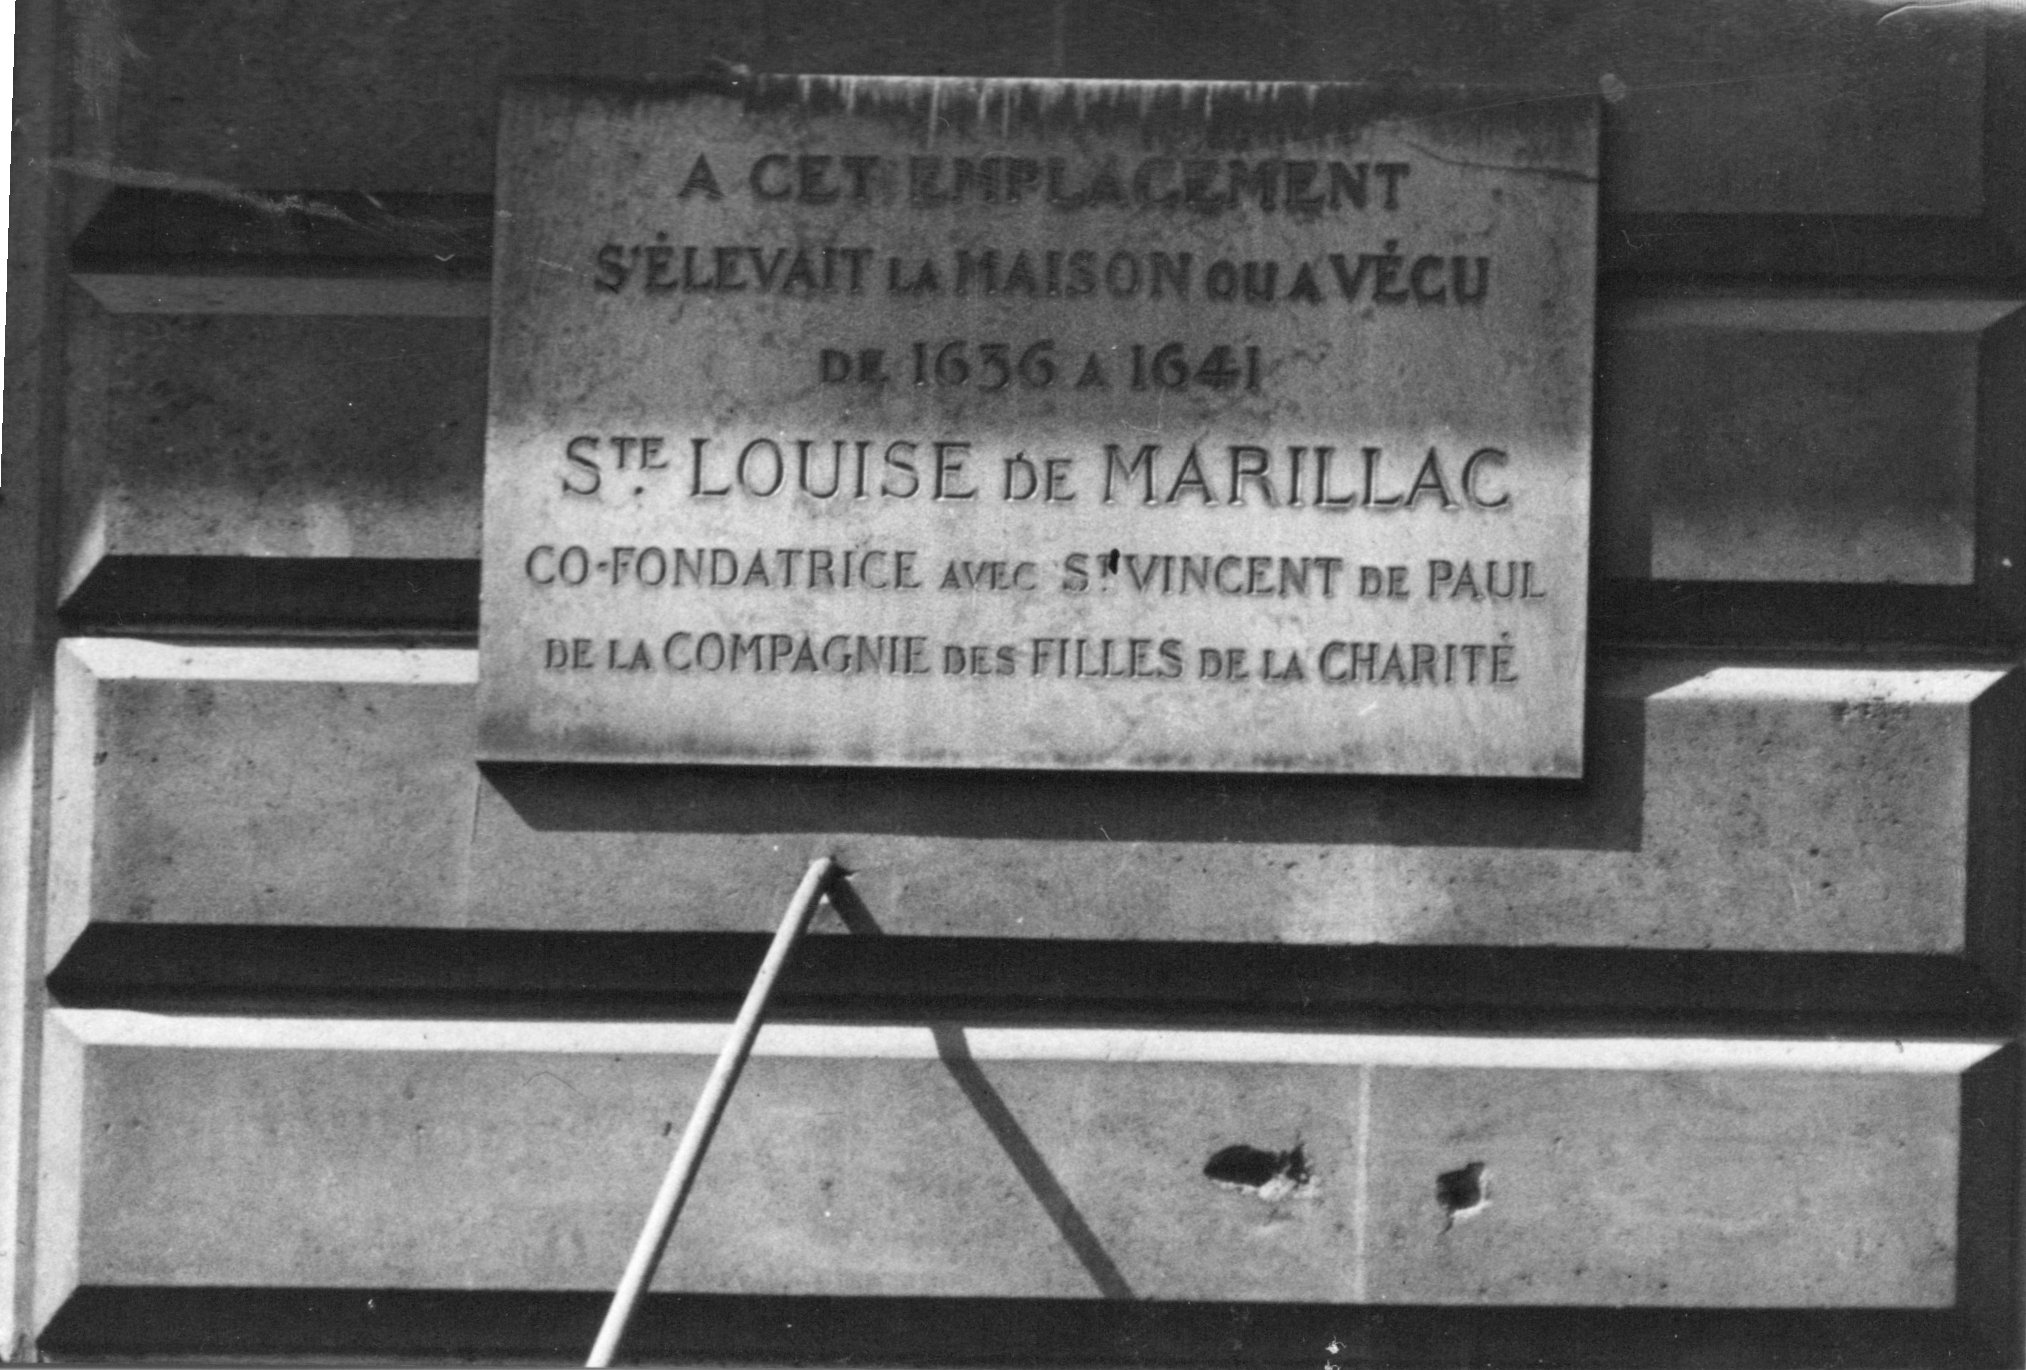 A CET EMPLACEMENT
S'ÉLEVAIT LA MAISON OU A VÉCU
DE 1636 A 1641
STE LOUISE DE MARILLAC
CO-FONDATRICE AVEC ST VINCENT DE PAUL
DE LA COMPAGNIE DES FILLES DE LA CHARITÉ